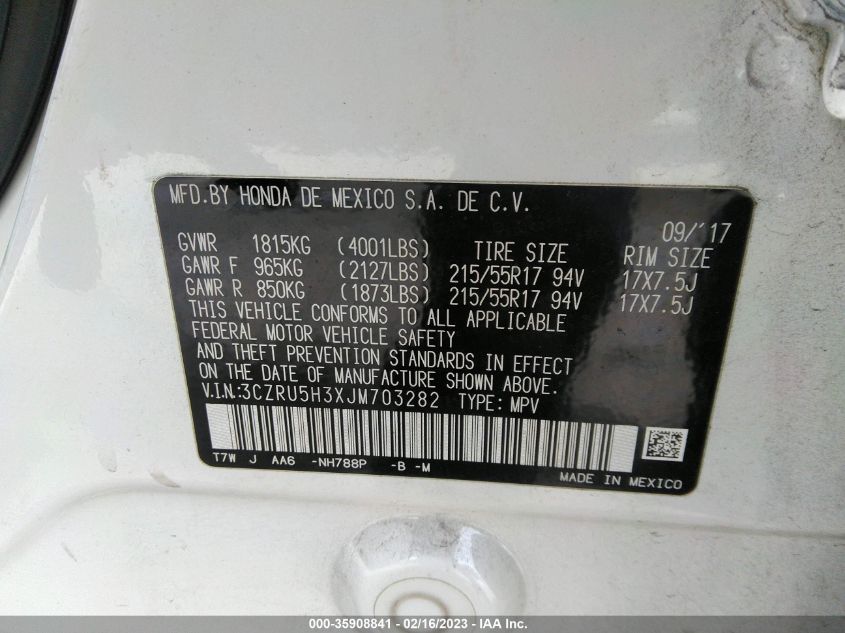 MFD.BY HONDA DE MEXICO S.A. DE C.V.
09/'17
GVWR 1815KG (4001LBS) TIRE SIZE RIM SIZE
GAWR F 965KG (2127LBS) 215/55R17 94V 17X7.5J
GAWR R 850KG (1873LBS) 215/55R17 94V 17X7.5J
THIS VEHICLE CONFORMS TO ALL APPLICABLE
FEDERAL MOTOR VEHICLE SAFETY
AND THEFT PREVENTION STANDARDS IN EFFECT
ON THE DATE OF MANUFACTURE SHOWN ABOVE.
V.I.N.:3CZRU5H3XJM703282 TYPE: MPV
T7W J AA6 -NH788P -B -M
MADE IN MEXICO
000-35908841 - 02/16/2023 - IAA Inc.